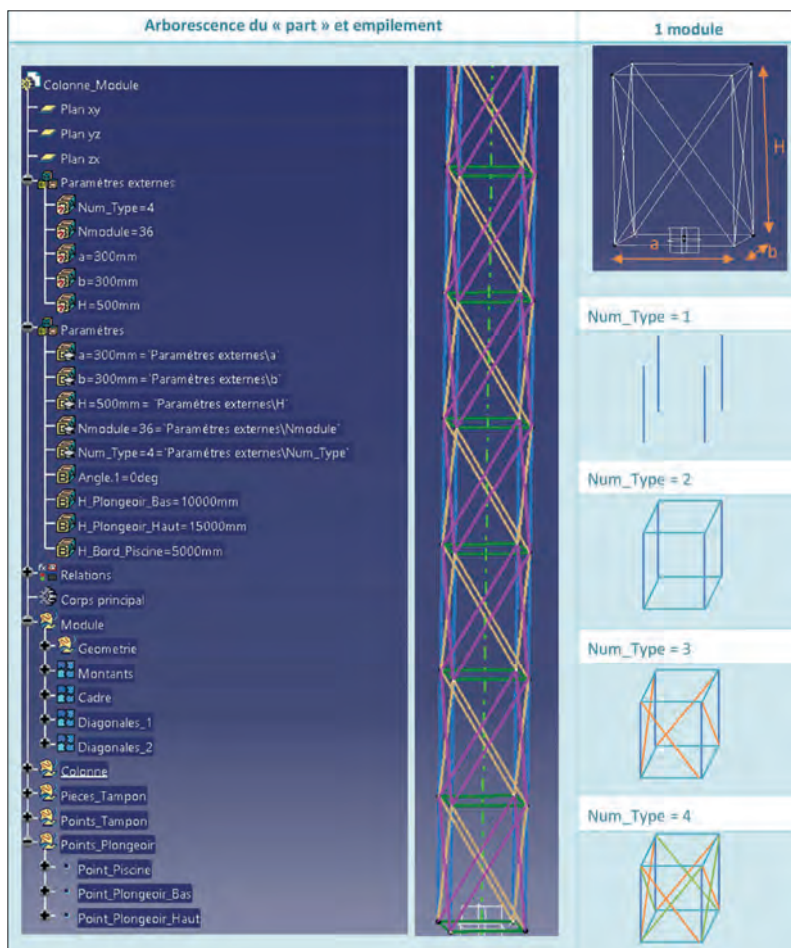 Arborescence du « part » et empilement
1 module
Colonne_Module
Plan xy
Plan yz
Plan zx
Paramètres externes
Num_Type=4
Nmodule=36
a=300mm
b=300mm
H=500mm
Paramètres
a=300mm=`Paramètres externes\a`
b=300mm=`Paramètres externes\b`
H=500mm= `Paramètres externes\H`
Nmodule=36=`Paramètres externes\Nmodule`
Num_Type=4=`Paramètres externes\Num_Type`
Angle.1=0deg
H_Plongeoir_Bas=10000mm
H_Plongeoir_Haut=15000mm
H_Bord_Piscine=5000mm
Relations
Corps principal
Module
Geometrie
Montants
Cadre
Diagonales_1
Diagonales_2
Colonne
Pieces_Tampon
Points_Tampon
Points_Plongeoir
Point_Piscine
Point_Plongeoir_Bas
Point_Plongeoir_Haut
H
a
b
Num_Type = 1
Num_Type = 2
Num_Type = 3
Num_Type = 4